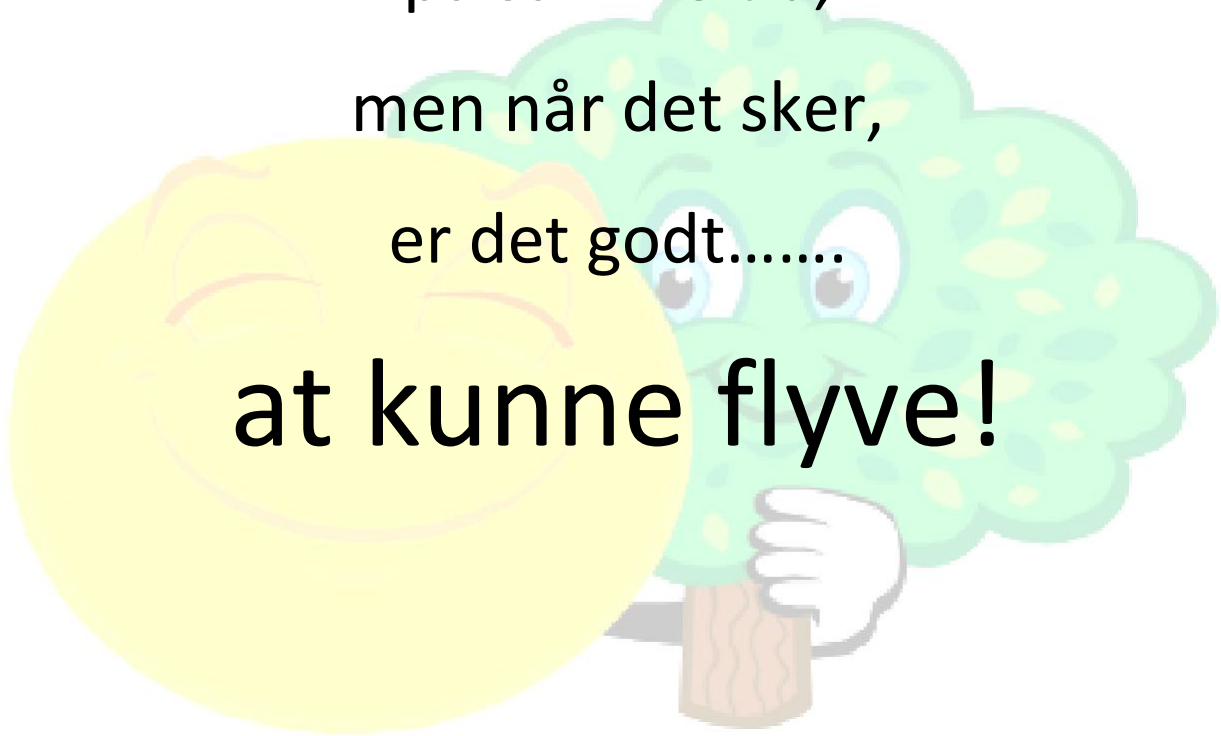 men når det sker,
er det godt…….
at kunne flyve!